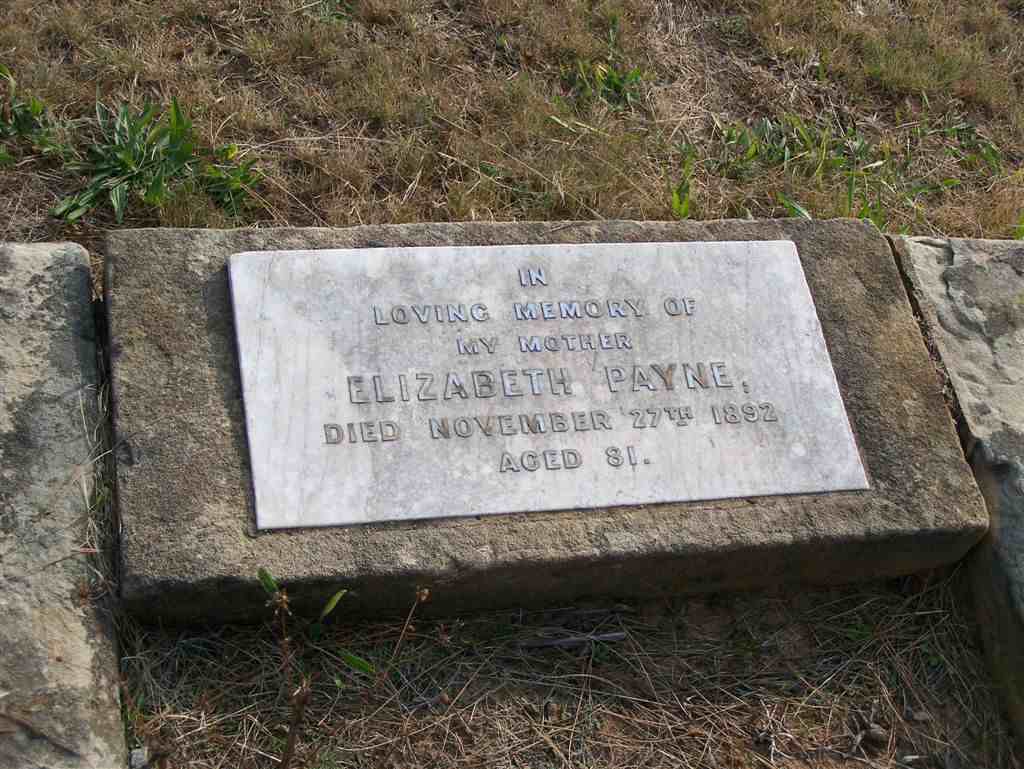 IN
LOVING MEMORY OF
MY MOTHER
ELIZABETH PAYNE,
DIED NOVEMBER 27TH 1892
AGED 81.